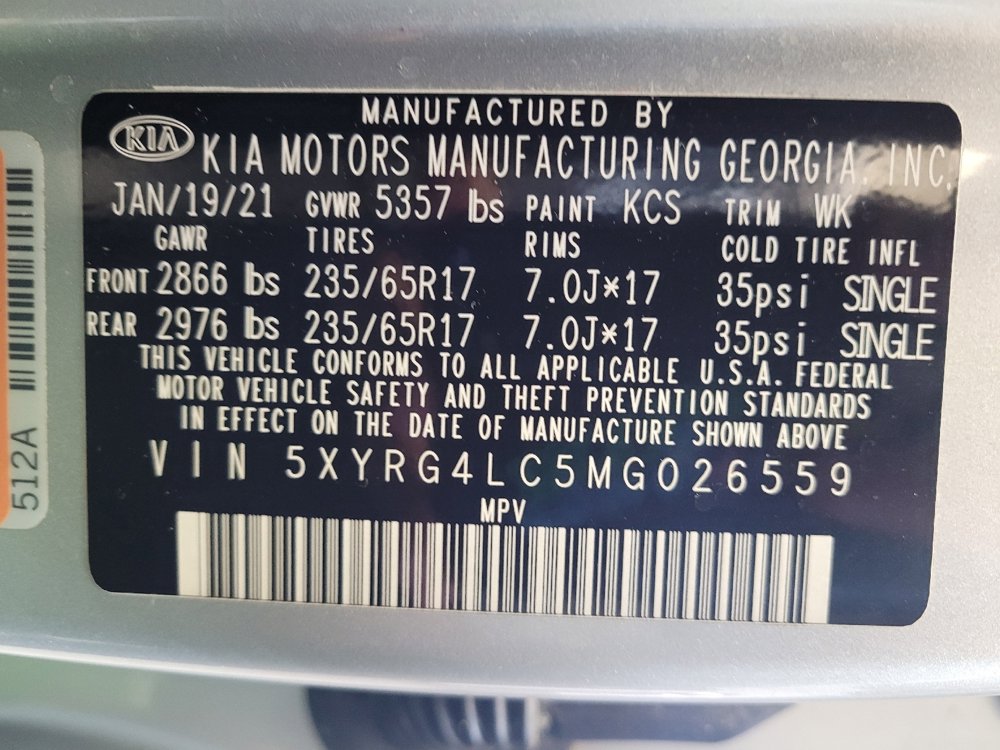 MANUFACTURED BY
KIA KIA MOTORS MANUFACTURING GEORGIA, INC.
JAN/19/21 GVWR 5357 lbs PAINT KCS TRIM WK
GAWR TIRES RIMS COLD TIRE INFL
FRONT 2866 lbs 235/65R17 7.0J*17 35psi SINGLE
REAR 2976 lbs 235/65R17 7.0J*17 35psi SINGLE
THIS VEHICLE CONFORMS TO ALL APPLICABLE U.S.A. FEDERAL
MOTOR VEHICLE SAFETY AND THEFT PREVENTION STANDARDS
IN EFFECT ON THE DATE OF MANUFACTURE SHOWN ABOVE
VIN 5XYRG4LC5MG026559
MPV
512A